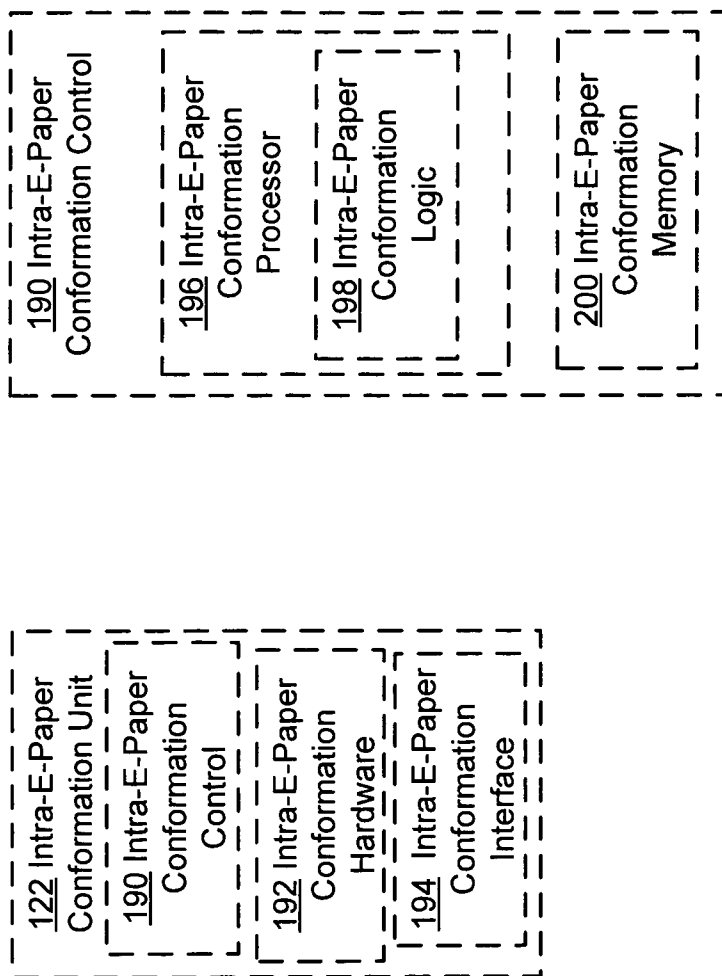 122 Intra-E-Paper
Conformation Unit
190 Intra-E-Paper
Conformation
Control
192 Intra-E-Paper
Conformation
Hardware
194 Intra-E-Paper
Conformation
Interface
190 Intra-E-Paper
Conformation Control
196 Intra-E-Paper
Conformation
Processor
198 Intra-E-Paper
Conformation
Logic
200 Intra-E-Paper
Conformation
Memory